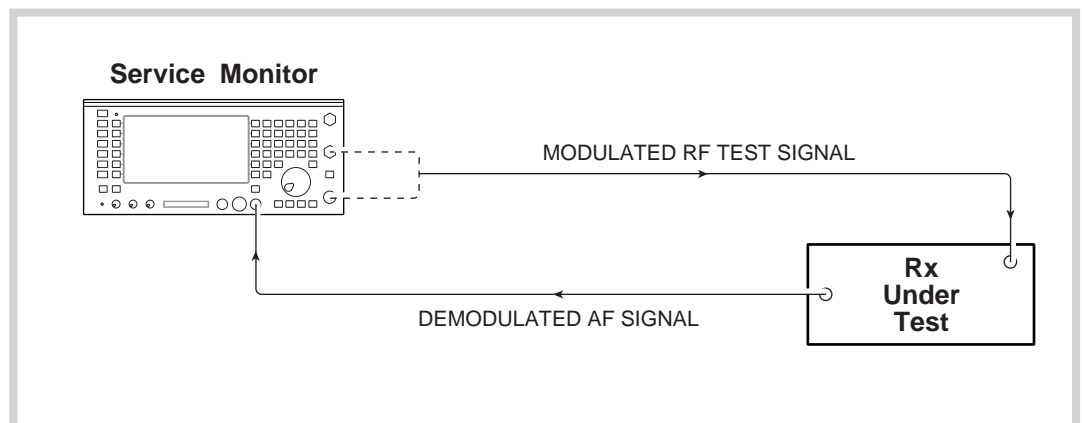 Service Monitor
MODULATED RF TEST SIGNAL
Rx
Under
Test
DEMODULATED AF SIGNAL